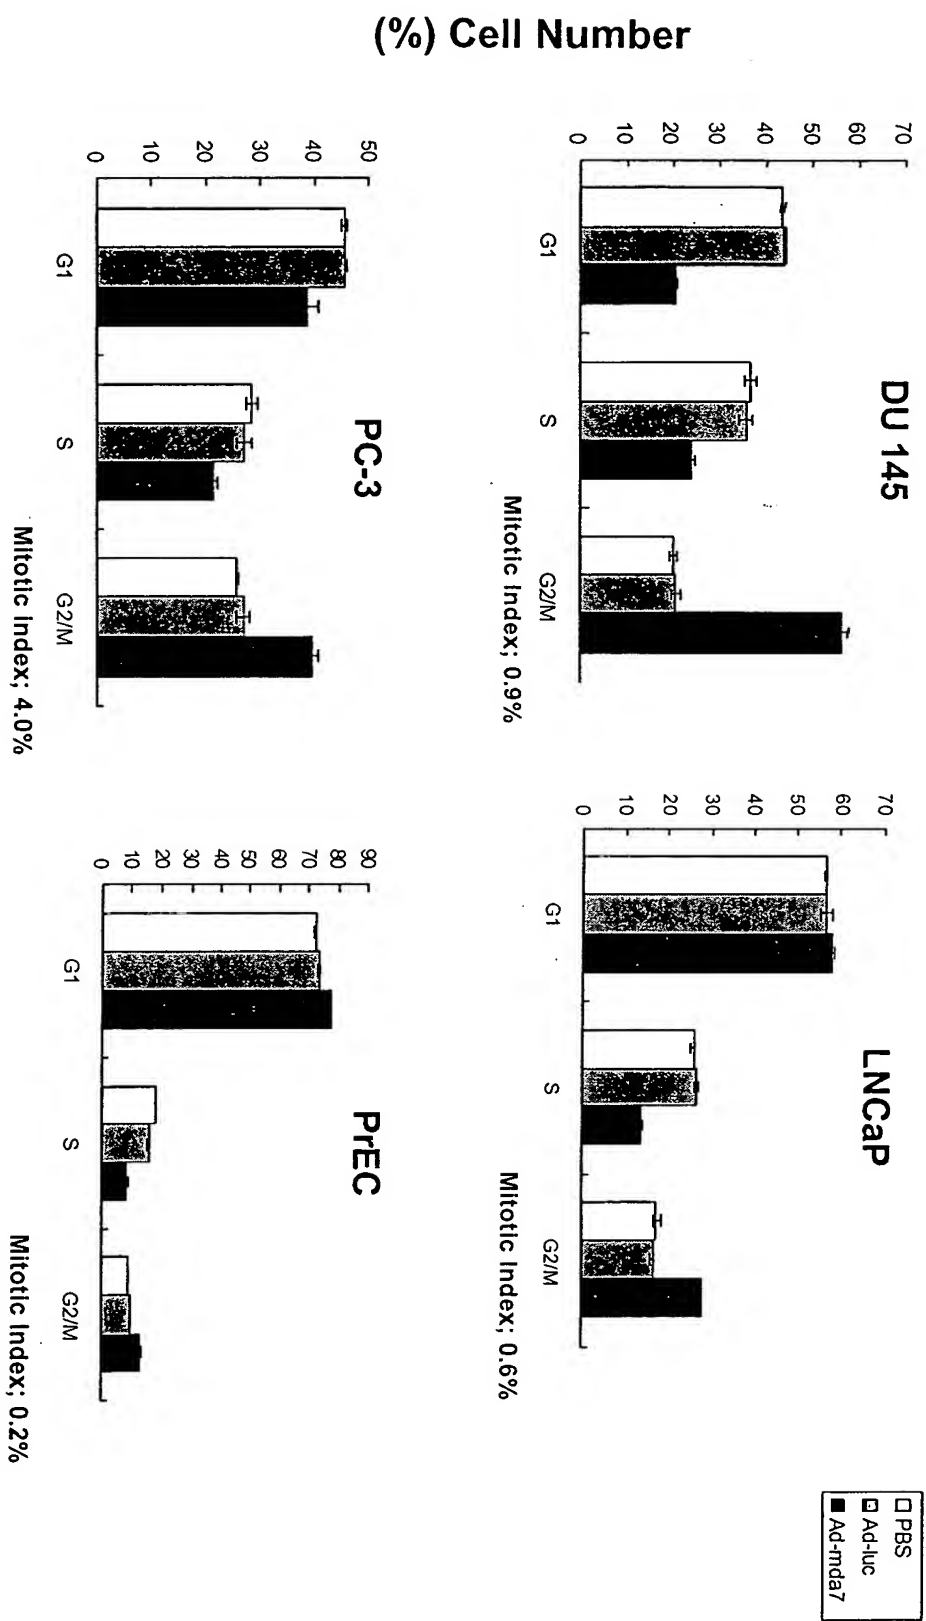 (%) Cell Number
DU 145
70
60
50
40
30
20
10
0
G1
S
G2/M
Mitotic Index; 0.9%
LNCaP
70
60
50
40
30
20
10
0
G1
S
G2/M
Mitotic Index; 0.6%
PBS
Ad-luc
Ad-mda7
PC-3
50
40
30
20
10
0
G1
S
G2/M
Mitotic Index; 4.0%
PrEC
90
80
70
60
50
40
30
20
10
0
G1
S
G2/M
Mitotic Index; 0.2%